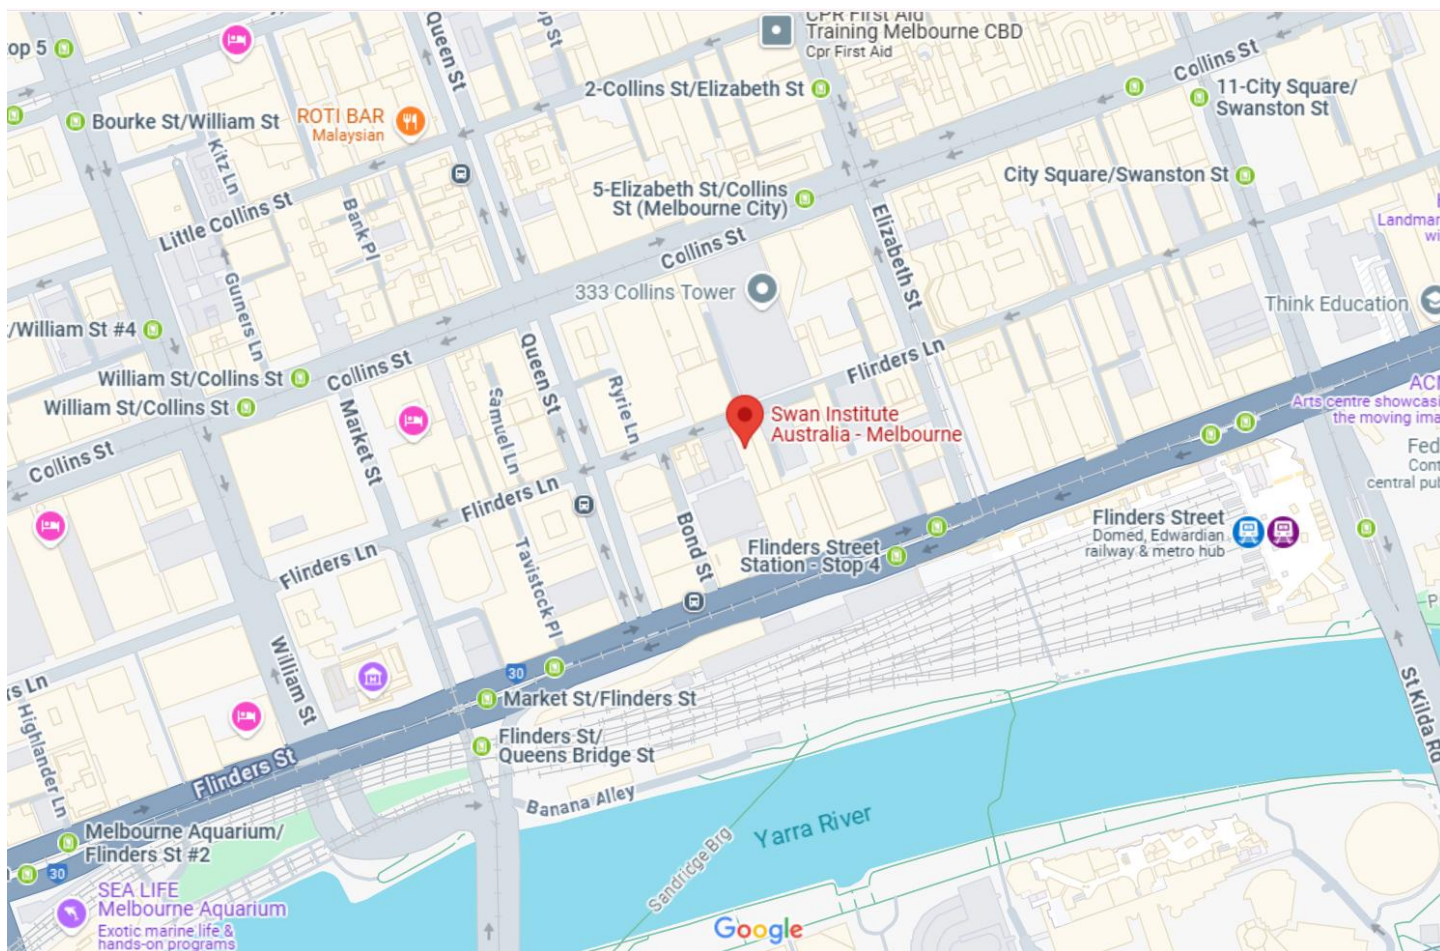 op 5
Queen St
CPR First Aid
Training Melbourne CBD
Cpr First Aid
Collins St
2-Collins St/Elizabeth St
11-City Square/
Swanston St
Bourke St/William St
ROTI BAR
Malaysian
Kitz Ln
City Square/Swanston St
5-Elizabeth St/Collins
St (Melbourne City)
Little Collins St
Bank Pl
Elizabeth St
Landmar
wi
Collins St
Guiners Ln
333 Collins Tower
Think Education
/William St #4
William St/Collins St
Collins St
Queen St
Flinders Ln
Ryrie Ln
William St/Collins St
Market St
Samuel Ln
Swan Institute
Australia - Melbourne
Arts centre showcasi
the moving ima
Collins St
Fed
Cont
central pub
Flinders Ln
Bond St
Flinders Street
Domed, Edwardian
railway & metro hub
Flinders Ln
Tavistock Pl
Flinders Street
Station - Stop 4
William St
30
s Ln
Highlander Ln
Market St/Flinders St
St Kilda Rd
Flinders St/
Queens Bridge St
Flinders St
Banana Alley
Yarra River
Melbourne Aquarium/
Flinders St #2
30
Sandridge Brg
SEA LIFE
Melbourne Aquarium
Exotic marine life &
hands-on programs
Google